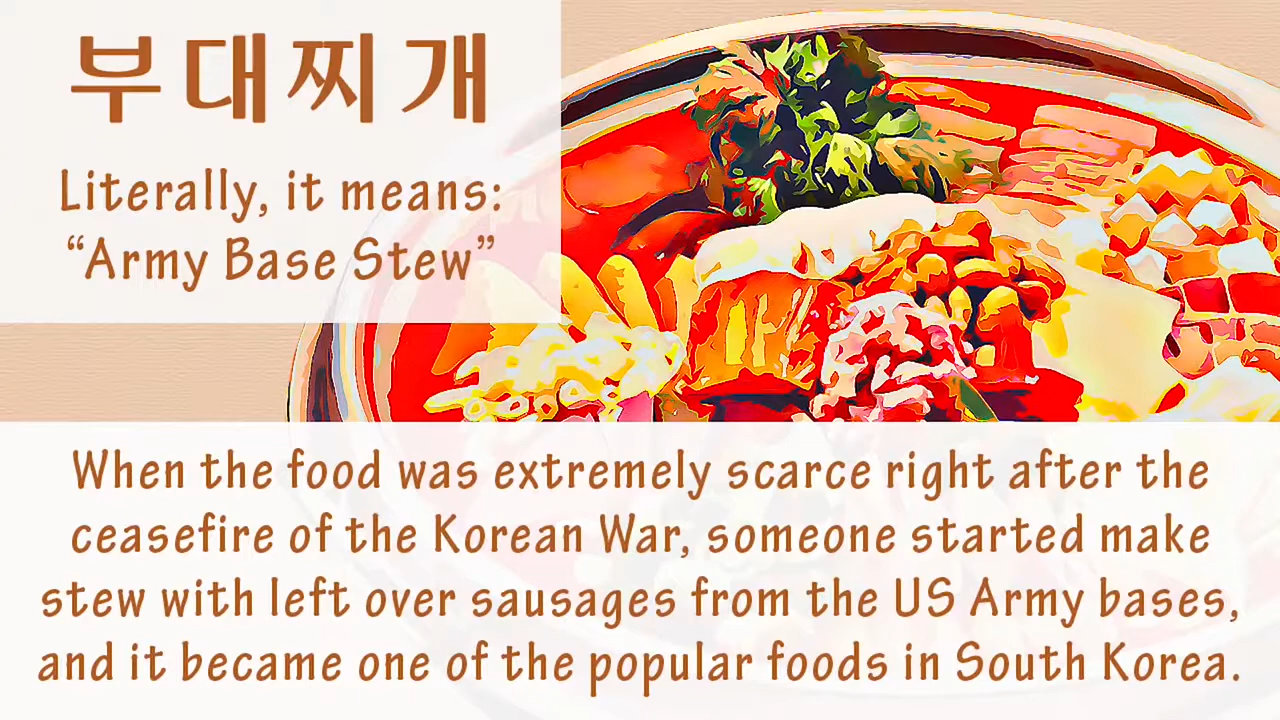 부대찌개
Literally, it means:
“Army Base Stew”
When the food was extremely scarce right after the
ceasefire of the Korean War, someone started make
stew with left over sausages from the US Army bases,
and it became one of the popular foods in South Korea.